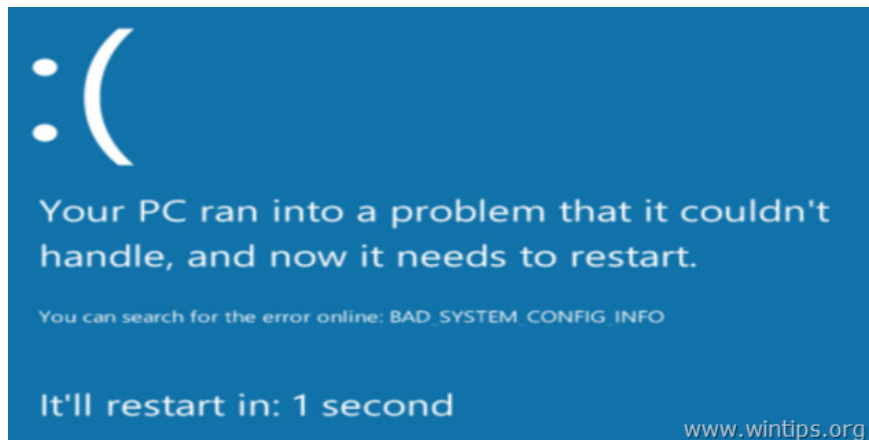 :(
Your PC ran into a problem that it couldn't
handle, and now it needs to restart.
You can search for the error online: BAD_SYSTEM_CONFIG_INFO
It'll restart in: 1 second
www.wintips.org